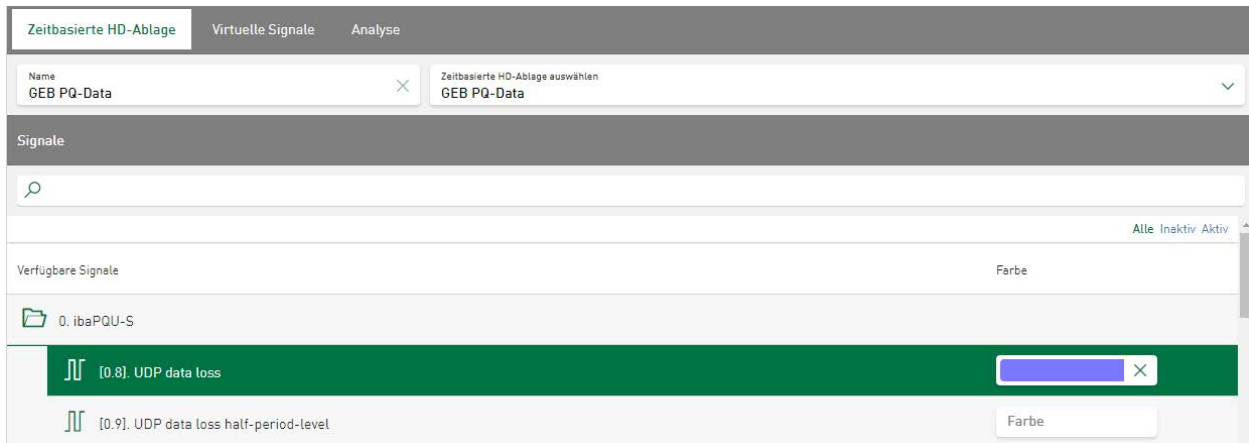 Zeitbasierte HD-Ablage Virtuelle Signale Analyse
Name
GEB PQ-Data
Zeitbasierte HD-Ablage auswählen
GEB PQ-Data
Signale
Alle Inaktiv Aktiv
Verfügbare Signale Farbe
0. ibaPQU-S
[0.8]. UDP data loss
[0.9]. UDP data loss half-period-level Farbe